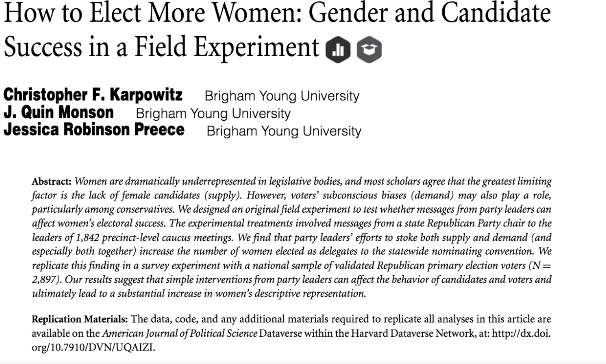 How to Elect More Women: Gender and Candidate
Success in a Field Experiment
Christopher F. Karpowitz Brigham Young University
J. Quin Monson Brigham Young University
Jessica Robinson Preece Brigham Young University
Abstract: Women are dramatically underrepresented in legislative bodies, and most scholars agree that the greatest limiting
factor is the lack of female candidates (supply). However, voters' subconscious biases (demand) may also play a role,
particularly among conservatives. We designed an original field experiment to test whether messages from party leaders can
affect women's electoral success. The experimental treatments involved messages from a state Republican Party chair to the
leaders of 1,842 precinct-level caucus meetings. We find that party leaders' efforts to stoke both supply and demand (and
especially both together) increase the number of women elected as delegates to the statewide nominating convention. We
replicate this finding in a survey experiment with a national sample of validated Republican primary election voters (N =
2,897). Our results suggest that simple interventions from party leaders can affect the behavior of candidates and voters and
ultimately lead to a substantial increase in women's descriptive representation.
Replication Materials: The data, code, and any additional materials required to replicate all analyses in this article are
available on the American Journal of Political Science Dataverse within the Harvard Dataverse Network, at: http://dx.doi.
org/10.7910/DVN/UQAIZI.